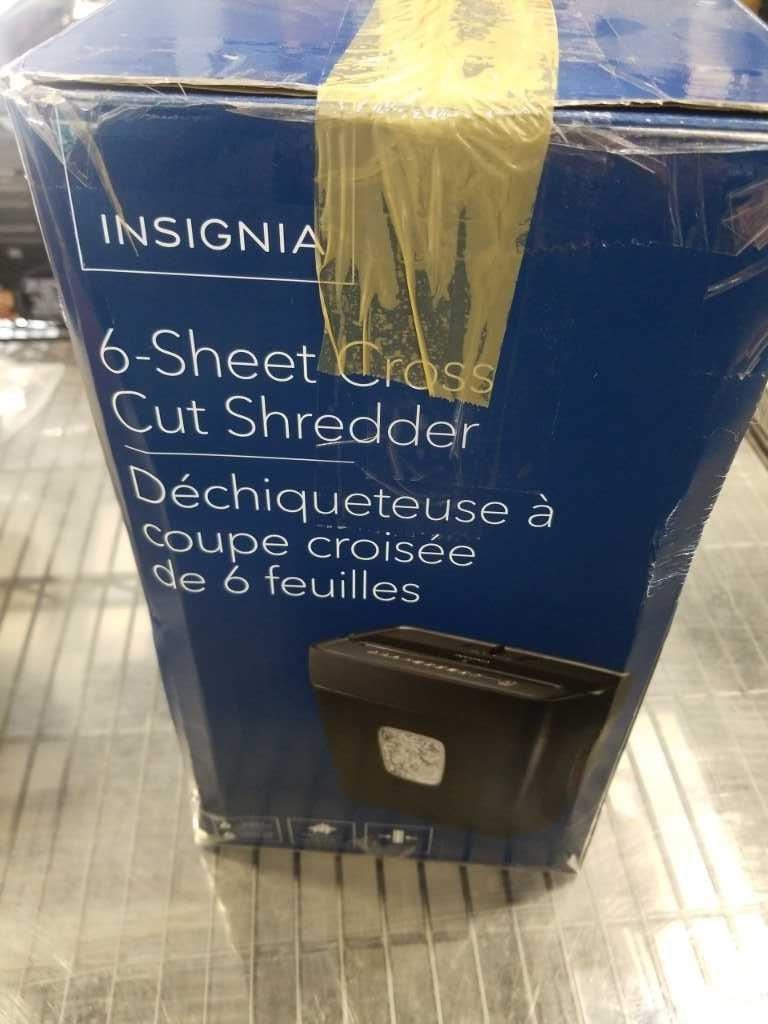 INSIGNIA
6-Sheet Cross
Cut Shredder
Déchiqueteuse à
coupe croisée
de 6 feuilles